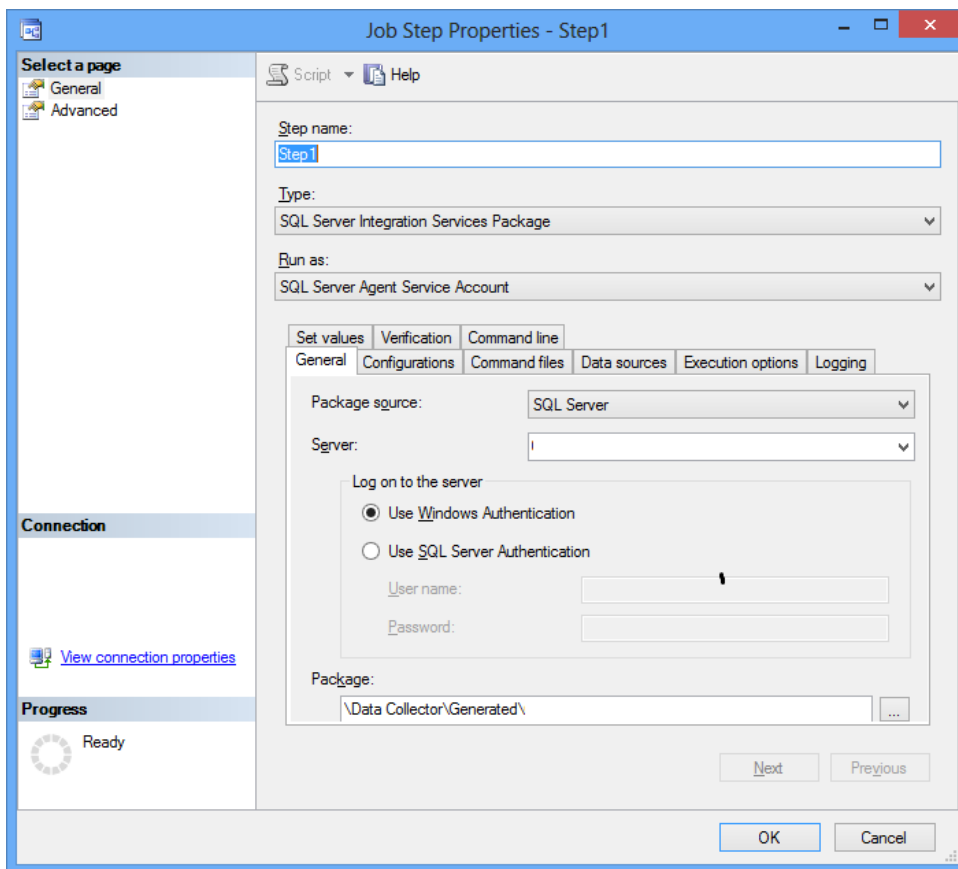 Job Step Properties - Step1
Select a page
General
Advanced
Script
Help
Step name:
Step1
Type:
SQL Server Integration Services Package
Run as:
SQL Server Agent Service Account
Set values
Verification
Command line
General
Configurations
Command files
Data sources
Execution options
Logging
Package source:
SQL Server
Server:
Log on to the server
Use Windows Authentication
Use SQL Server Authentication
User name:
Password:
Package:
\Data Collector\Generated\
...
Connection
View connection properties
Progress
Ready
Next
Previous
OK
Cancel